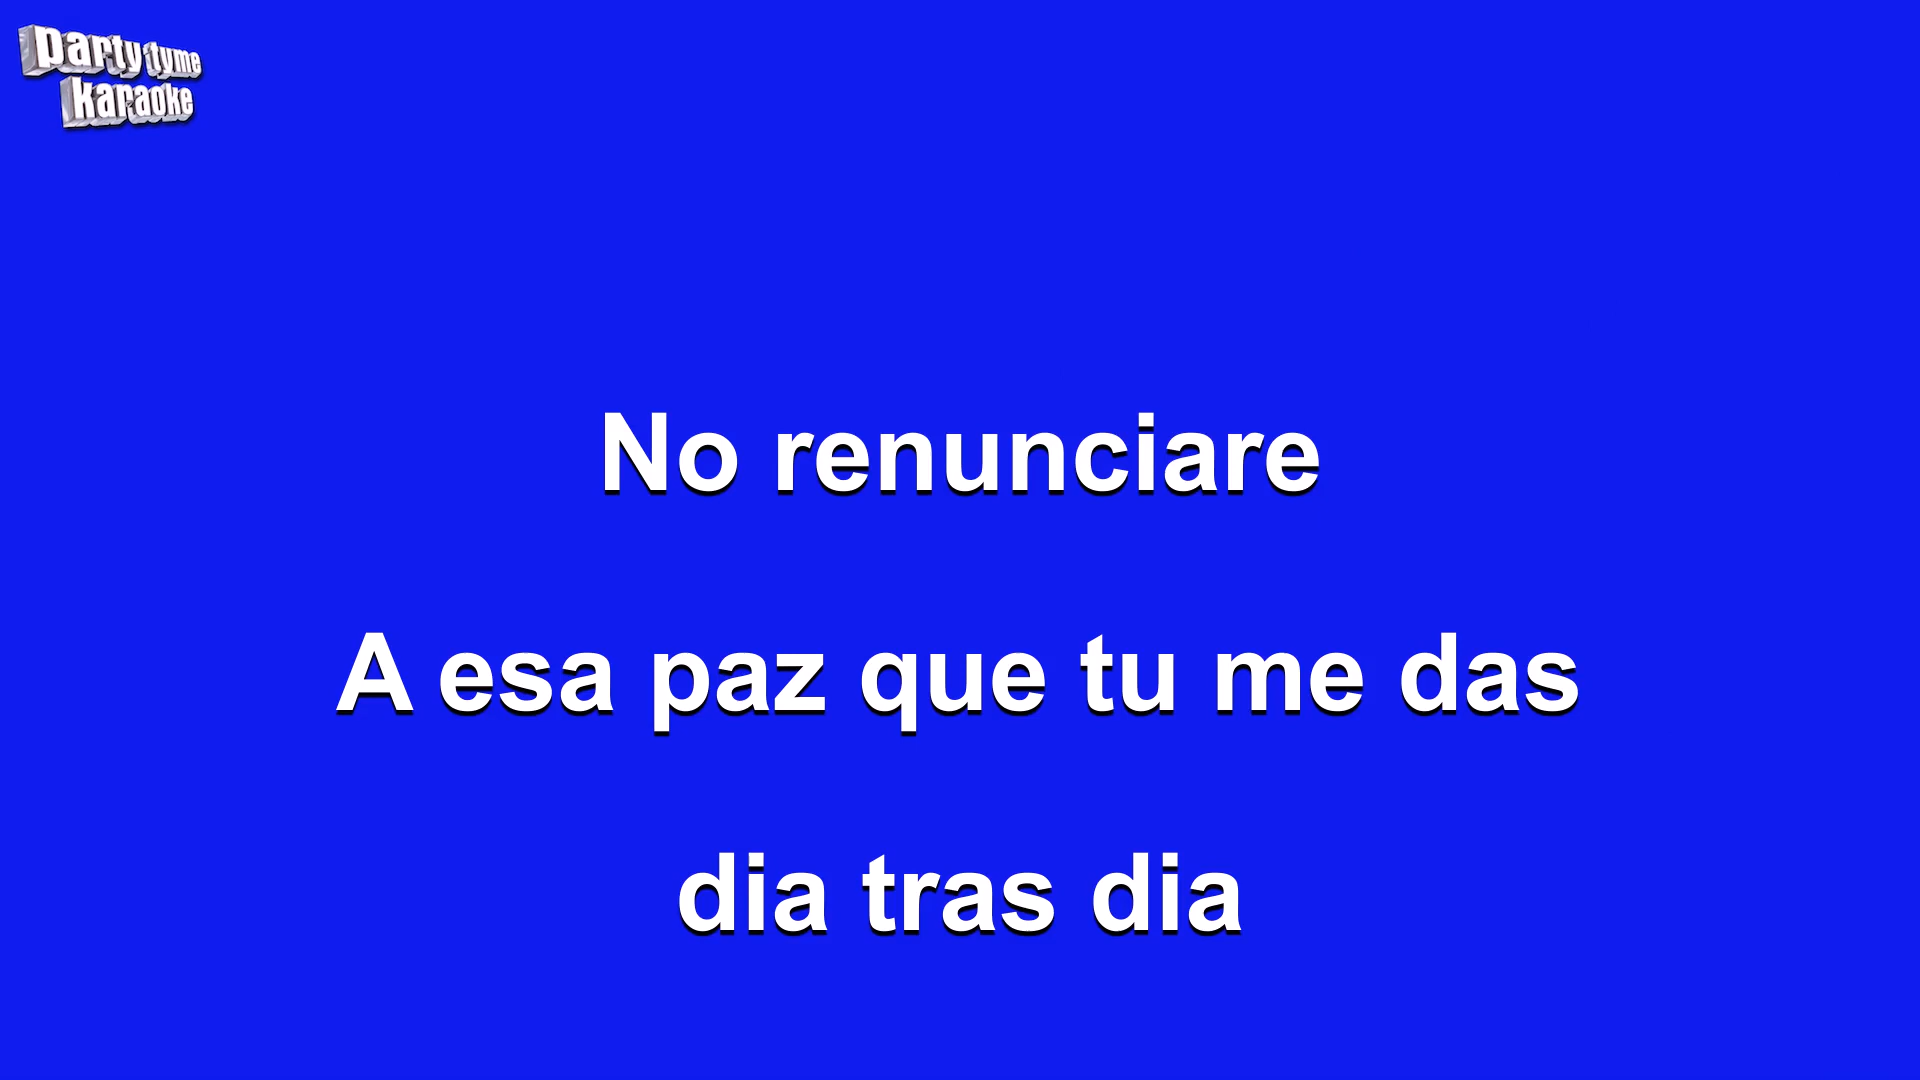 party tyme
karaoke
No renunciare
A esa paz que tu me das
dia tras dia